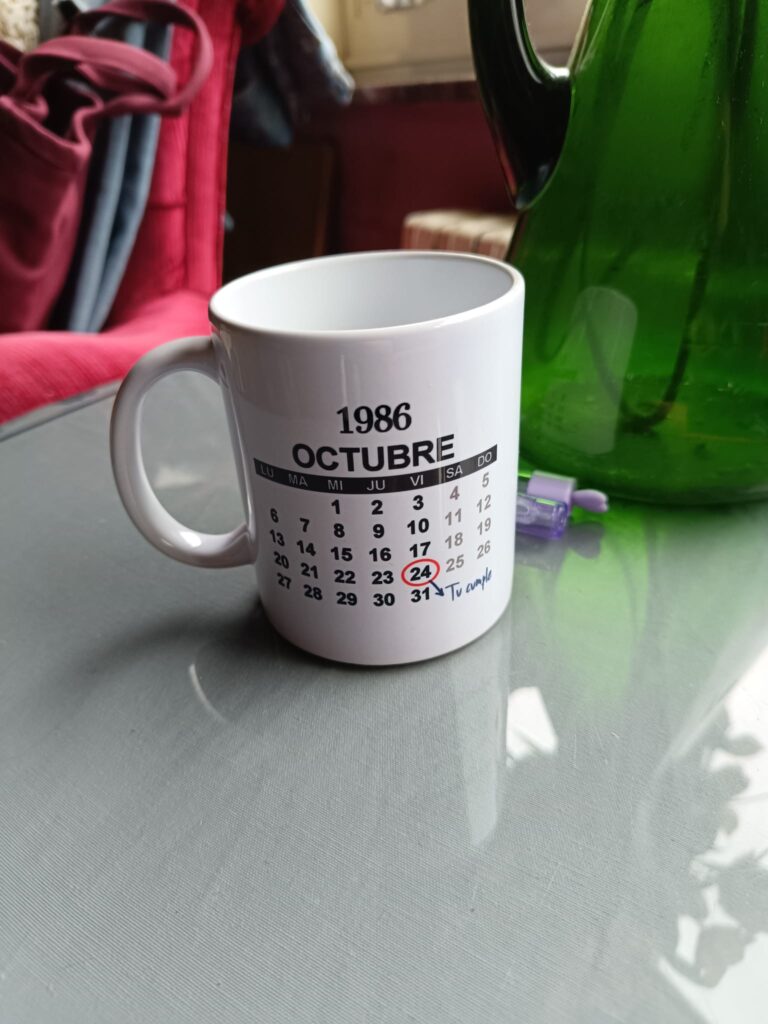 1986
OCTUBRE
LU MA MI JU VI SA DO
1 2 3 4 5
6 7 8 9 10 11 12
13 14 15 16 17 18 19
20 21 22 23 24 25 26
27 28 29 30 31 Tu cumple